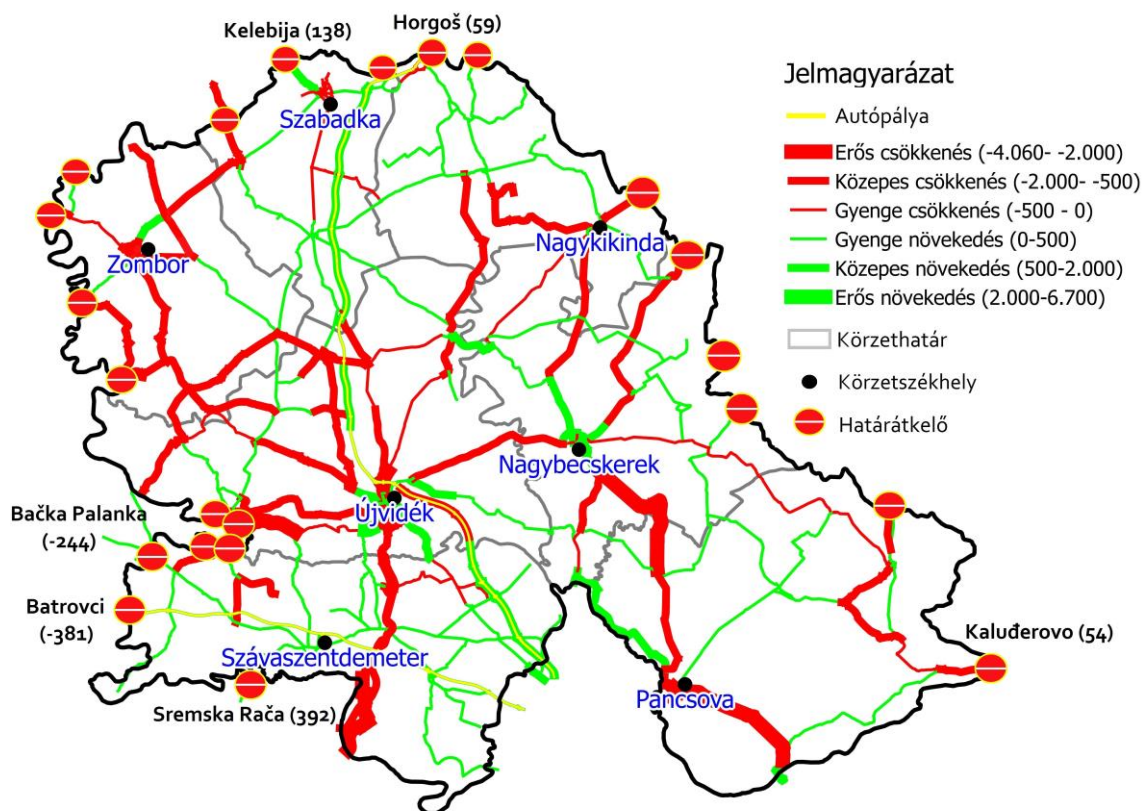 Kelebija (138)
Horgoš (59)
Szabadka
Zombor
Nagykikinda
Nagybecskerek
Bačka Palanka
(-244)
Újvidék
Batrovci
(-381)
Szávaszentdemeter
Sremska Rača (392)
Kaluđerovo (54)
Pancsova
Jelmagyarázat
Autópálya
Erős csökkenés (-4.060- -2.000)
Közepes csökkenés (-2.000- -500)
Gyenge csökkenés (-500 - 0)
Gyenge növekedés (0-500)
Közepes növekedés (500-2.000)
Erős növekedés (2.000-6.700)
Körzethatár
Körzetszékhely
Határátkelő